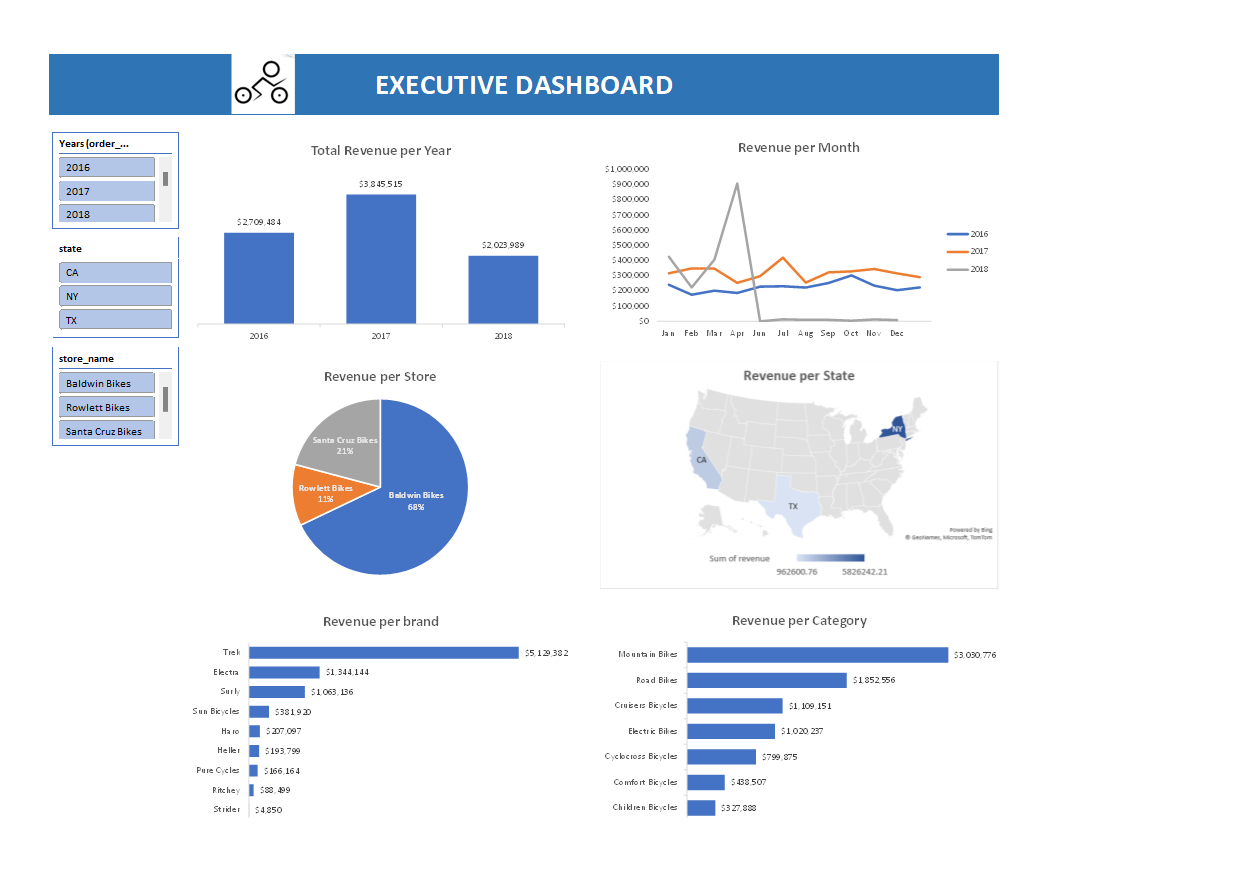 EXECUTIVE DASHBOARD
Years (order_...
2016
2017
2018
state
CA
NY
TX
store_name
Baldwin Bikes
Rowlett Bikes
Santa Cruz Bikes
Total Revenue per Year
$2,709,484
$3,845,515
$2,023,989
2016 2017 2018
Revenue per Month
$1,000,000
$900,000
$800,000
$700,000
$600,000
$500,000
$400,000
$300,000
$200,000
$100,000
$0
Jan Feb Mar Apr Jun Jul Aug Sep Oct Nov Dec
2016
2017
2018
Revenue per Store
Santa Cruz Bikes
21%
Rowlett Bikes
11%
Baldwin Bikes
68%
Revenue per State
NY
CA
TX
Powered by Bing
© GeoNames, Microsoft, TomTom
Sum of revenue
962600.76 5826242.21
Revenue per brand
Trek $5,129,382
Electra $1,344,144
Surly $1,063,136
Sun Bicycles $381,920
Haro $207,097
Heller $193,799
Pure Cycles $166,164
Ritchey $88,499
Strider $4,850
Revenue per Category
Mountain Bikes $3,030,776
Road Bikes $1,852,556
Cruisers Bicycles $1,109,151
Electric Bikes $1,020,237
Cyclocross Bicycles $799,875
Comfort Bicycles $438,507
Children Bicycles $327,888